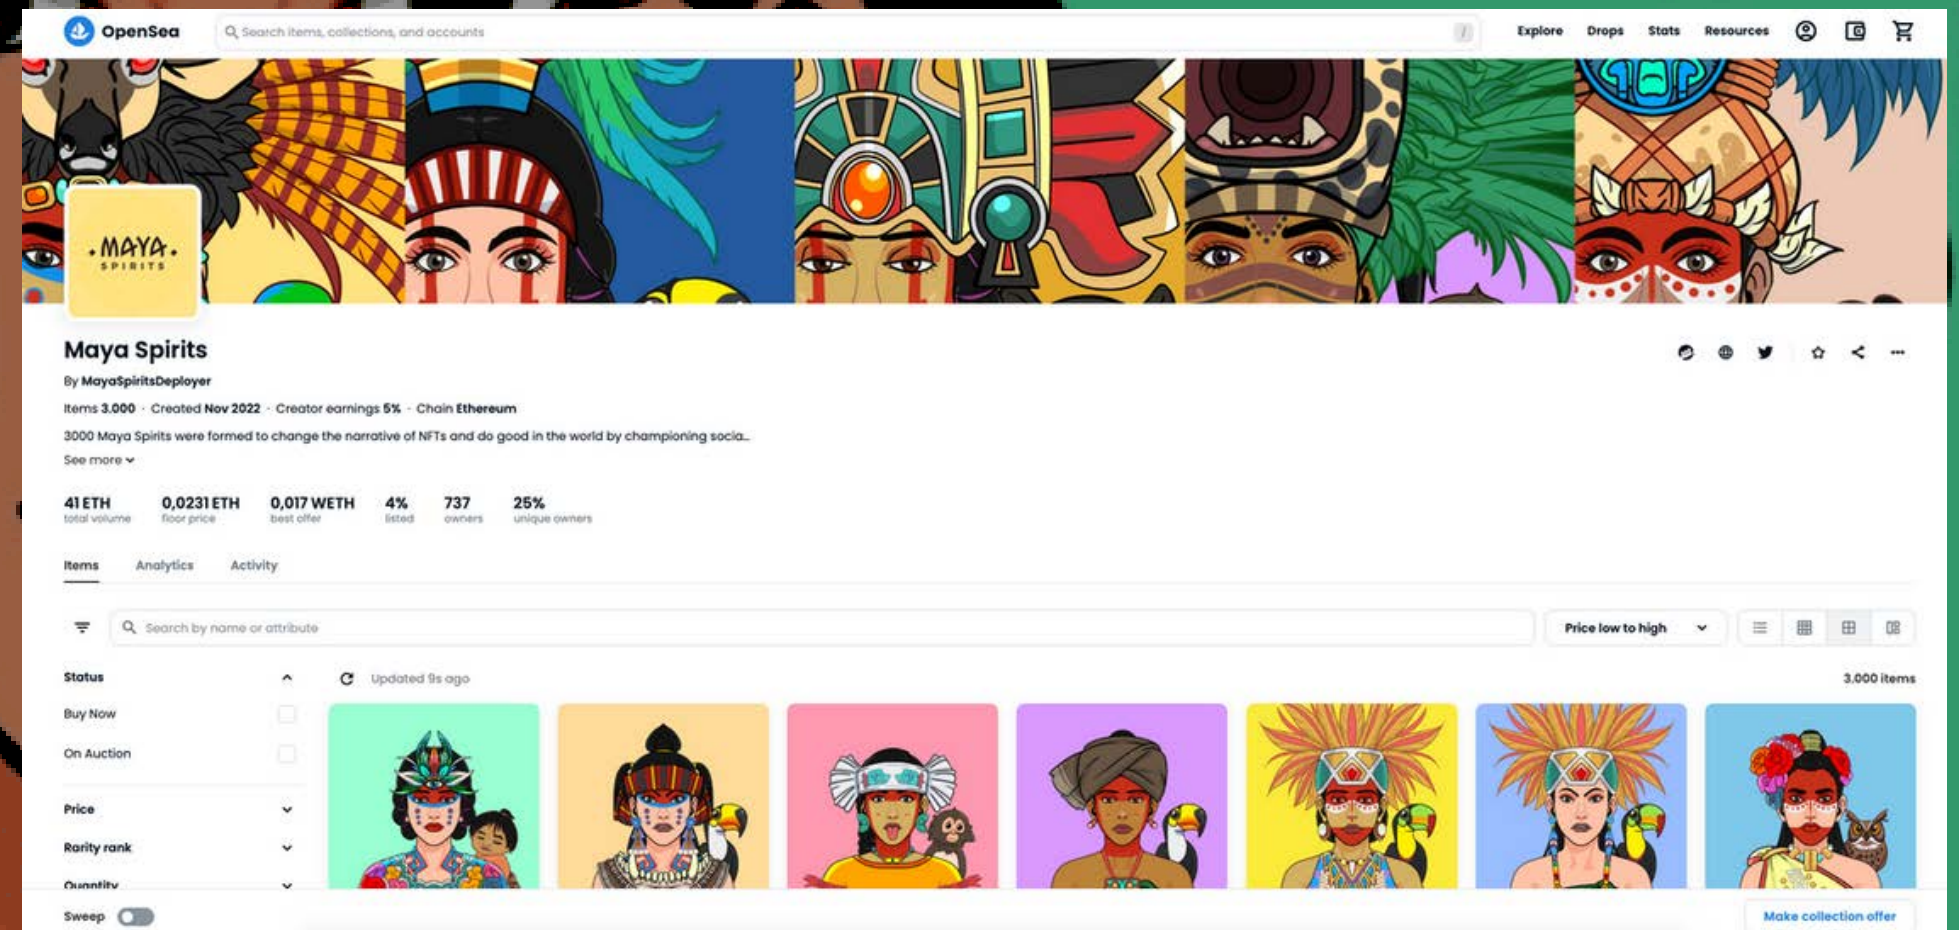 OpenSea
Search items, collections, and accounts
/
Explore Drops Stats Resources
MAYA
SPIRITS
Maya Spirits
By MayaSpiritsDeployer
Items 3.000 · Created Nov 2022 · Creator earnings 5% · Chain Ethereum
3000 Maya Spirits were formed to change the narrative of NFTs and do good in the world by championing socia...
See more
41 ETH 0,0231 ETH 0,017 WETH 4% 737 25%
total volume floor price best offer listed owners unique owners
Items Analytics Activity
Search by name or attribute
Price low to high
Status
Updated 9s ago
3.000 items
Buy Now
On Auction
Price
Rarity rank
Quantity
Sweep
Make collection offer